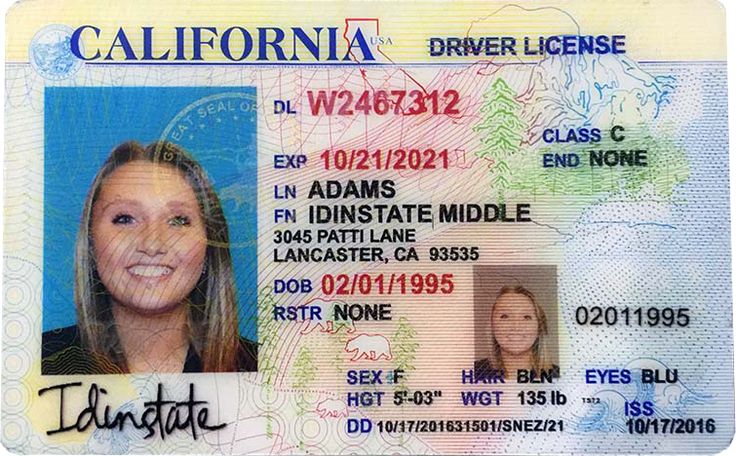 CALIFORNIA USA DRIVER LICENSE
GREAT SEAL OF
DL W2467312
CLASS C
EXP 10/21/2021
END NONE
LN ADAMS
FN IDINSTATE MIDDLE
3045 PATTI LANE
LANCASTER, CA 93535
DOB 02/01/1995
RSTR NONE
02011995
SEX F HAIR BLN EYES BLU
HGT 5'-03" WGT 135 lb TST2 ISS
DD 10/17/201631501/SNEZ/21 10/17/2016
Idinstate